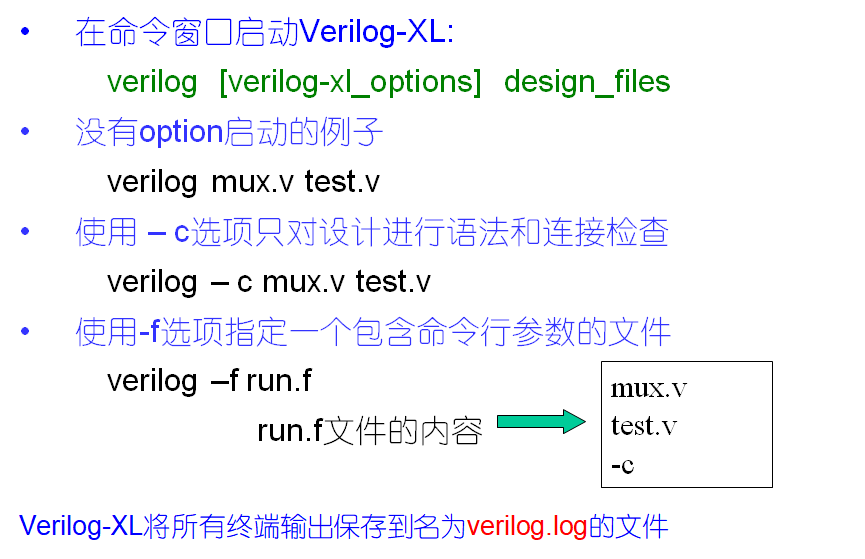 • 在命令窗口启动Verilog-XL:
verilog [verilog-xl_options] design_files
• 没有option启动的例子
verilog mux.v test.v
• 使用 – c选项只对设计进行语法和连接检查
verilog – c mux.v test.v
• 使用-f选项指定一个包含命令行参数的文件
verilog –f run.f
run.f文件的内容
mux.v
test.v
-c
Verilog-XL将所有终端输出保存到名为verilog.log的文件